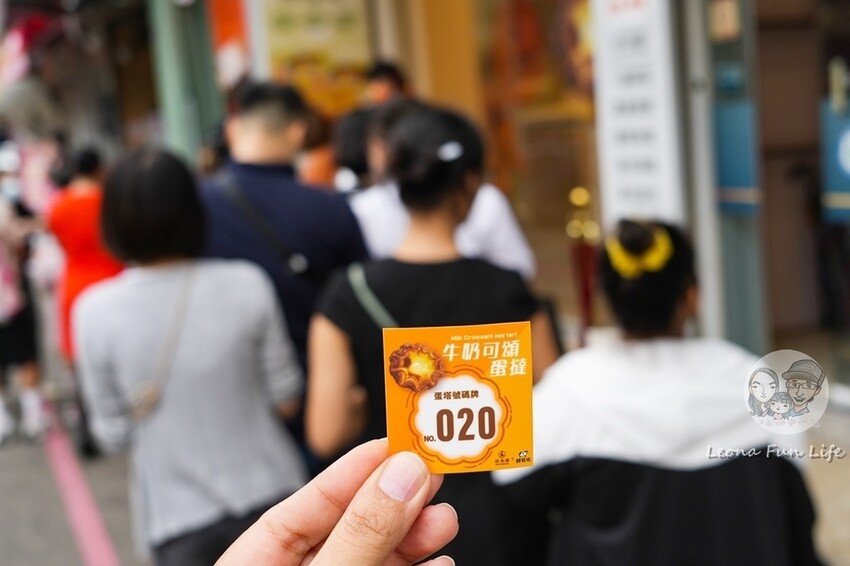 Milk Croissant egg tart
牛奶可頌
蛋撻
蛋塔號碼牌
NO. 020
Leona Fun Life